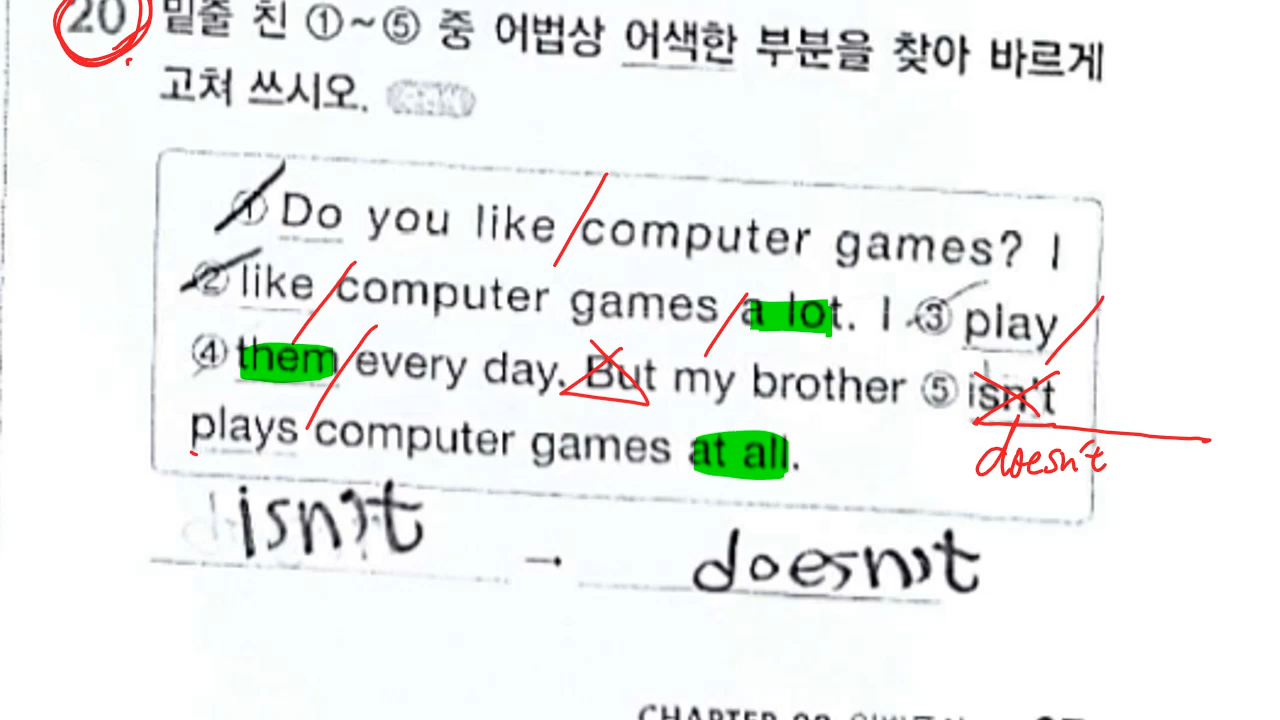 20 밑줄 친 ①~⑤ 중 어법상 어색한 부분을 찾아 바르게
고쳐 쓰시오.
① Do you like computer games? I
② like computer games a lot. I ③ play
④ them every day. But my brother ⑤ isn't
plays computer games at all.
doesn't
isn't → doesn't